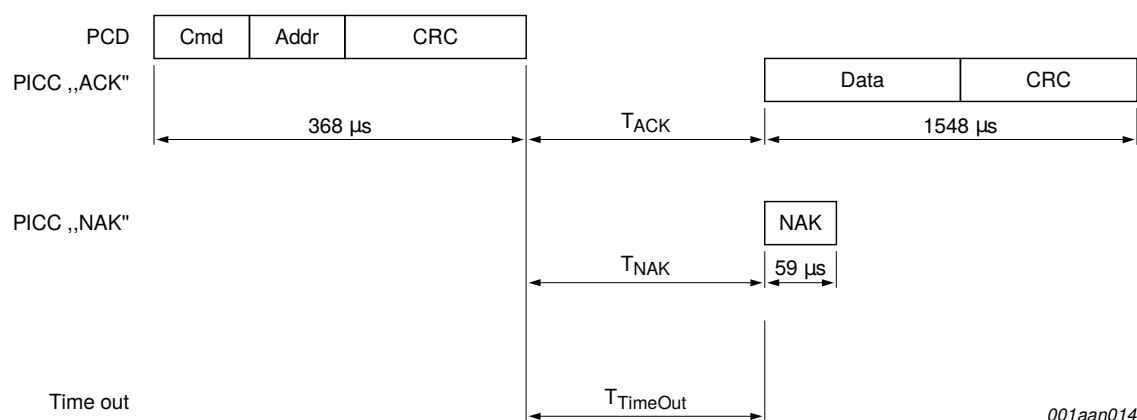 PCD Cmd Addr CRC
PICC ,,ACK" Data CRC
368 µs TACK 1548 µs
PICC ,,NAK" NAK
TNAK 59 µs
Time out TTimeOut 001aan014